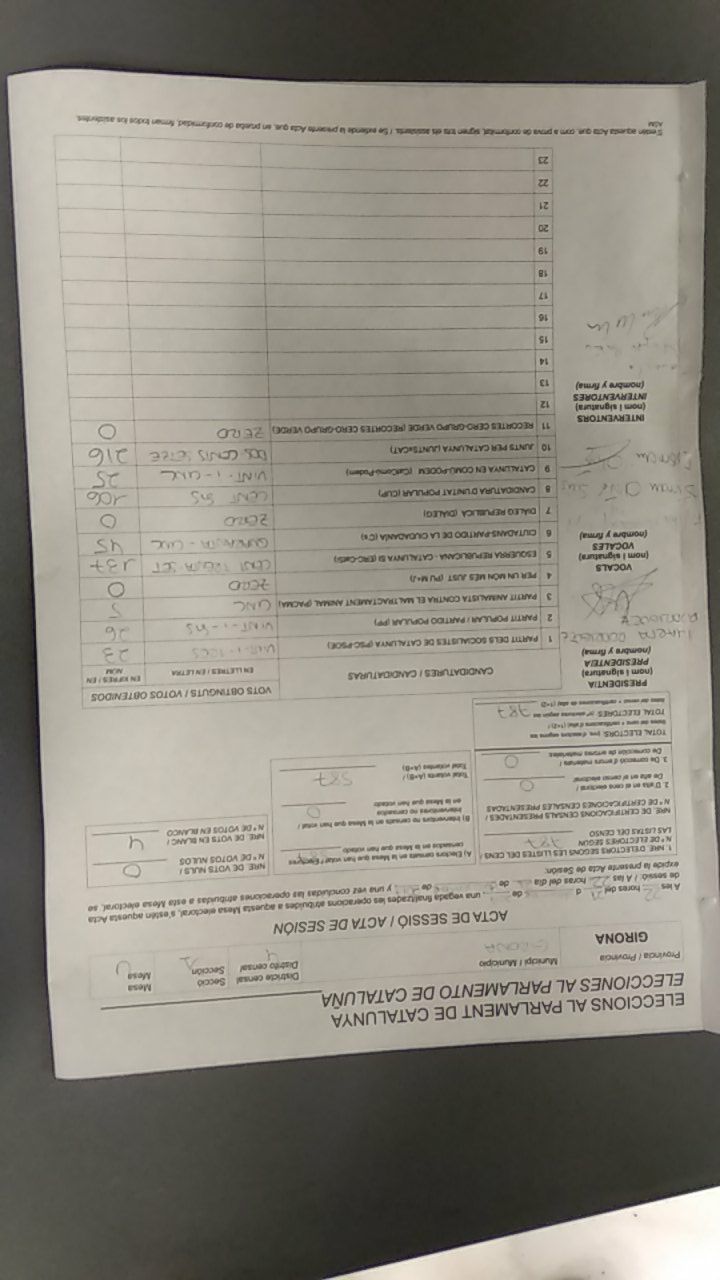 ELECCIONS AL PARLAMENT DE CATALUNYA
ELECCIONES AL PARLAMENTO DE CATALUÑA
Província / Provincia
GIRONA
Municipi / Municipio
GIRONA
Districte censal
Distrito censal
4
Secció
Sección
1
Mesa
Mesa
U
ACTA DE SESSIÓ / ACTA DE SESIÓN
A les 22 hores del 21 d de , una vegada finalitzades les operacions atribuïdes a aquesta Mesa electoral, s'estén aquesta Acta
de sessió. / A las 22 horas del día de de y una vez concluidas las operaciones atribuidas a esta Mesa electoral, se
expide la presente Acta de Sesión.
1. NRE. D'ELECTORS SEGONS LES LLISTES DEL CENS /
Nº DE ELECTORES SEGÚN
LAS LISTAS DEL CENSO 787
NRE. DE CERTIFICACIONS CENSALS PRESENTADES /
Nº DE CERTIFICACIONES CENSALES PRESENTADAS
2. D'alta en el cens electoral /
De alta en el censo electoral 0
3. De correcció d'errors materials /
De corrección de errores materiales 0
TOTAL ELECTORS: (nre. d'electors segons les
llistes del cens + certificacions d'alta) (1+2) /
TOTAL ELECTORES: (nº electores según las
listas del censo + certificaciones de alta) (1+2) 787
A) Electors censats en la Mesa que han votat / Electores
censados en la Mesa que han votado 587
B) Interventors no censats en la Mesa que han votat /
Interventores no censados
en la Mesa que han votado 0
Total votants (A+B) /
Total votantes (A+B) 587
NRE. DE VOTS NULS /
Nº DE VOTOS NULOS 0
NRE. DE VOTS EN BLANC /
Nº DE VOTOS EN BLANCO 4
PRESIDENT/A
(nom i signatura)
PRESIDENTE/A
(nombre y firma)
VOCALS
(nom i signatura)
VOCALES
(nombre y firma)
INTERVENTORS
(nom i signatura)
INTERVENTORES
(nombre y firma)
CANDIDATURES / CANDIDATURAS
VOTS OBTINGUTS / VOTOS OBTENIDOS
EN LLETRES / EN LETRA
EN XIFRES / EN NÚM
1 PARTIT DELS SOCIALISTES DE CATALUNYA (PSC-PSOE) VINT-I-TRES 23
2 PARTIT POPULAR / PARTIDO POPULAR (PP) VINT-I-SIS 26
3 PARTIT ANIMALISTA CONTRA EL MALTRACTAMENT ANIMAL (PACMA) CINC 5
4 PER UN MÓN MÉS JUST (PUM+J) ZERO 0
5 ESQUERRA REPUBLICANA - CATALUNYA SÍ (ERC-CatSí) CENT TRENTA SET 137
6 CIUTADANS-PARTIDO DE LA CIUDADANÍA (C's) QUARANTA-CINC 45
7 DIÀLEG REPÚBLICA (DIÀLEG) ZERO 0
8 CANDIDATURA D'UNITAT POPULAR (CUP) CENT SIS 106
9 CATALUNYA EN COMÚ-PODEM (CatComú-Podem) VINT-I-CINC 25
10 JUNTS PER CATALUNYA (JUNTSxCAT) DOS CENTS SETZE 216
11 RECORTES CERO-GRUPO VERDE (RECORTES CERO-GRUPO VERDE) ZERO 0
12
13
14
15
16
17
18
19
20
21
22
23
S'estén aquesta Acta que, com a prova de conformitat, signen tots els assistents. / Se extiende la presente Acta que, en prueba de conformidad, firman todos los asistentes.